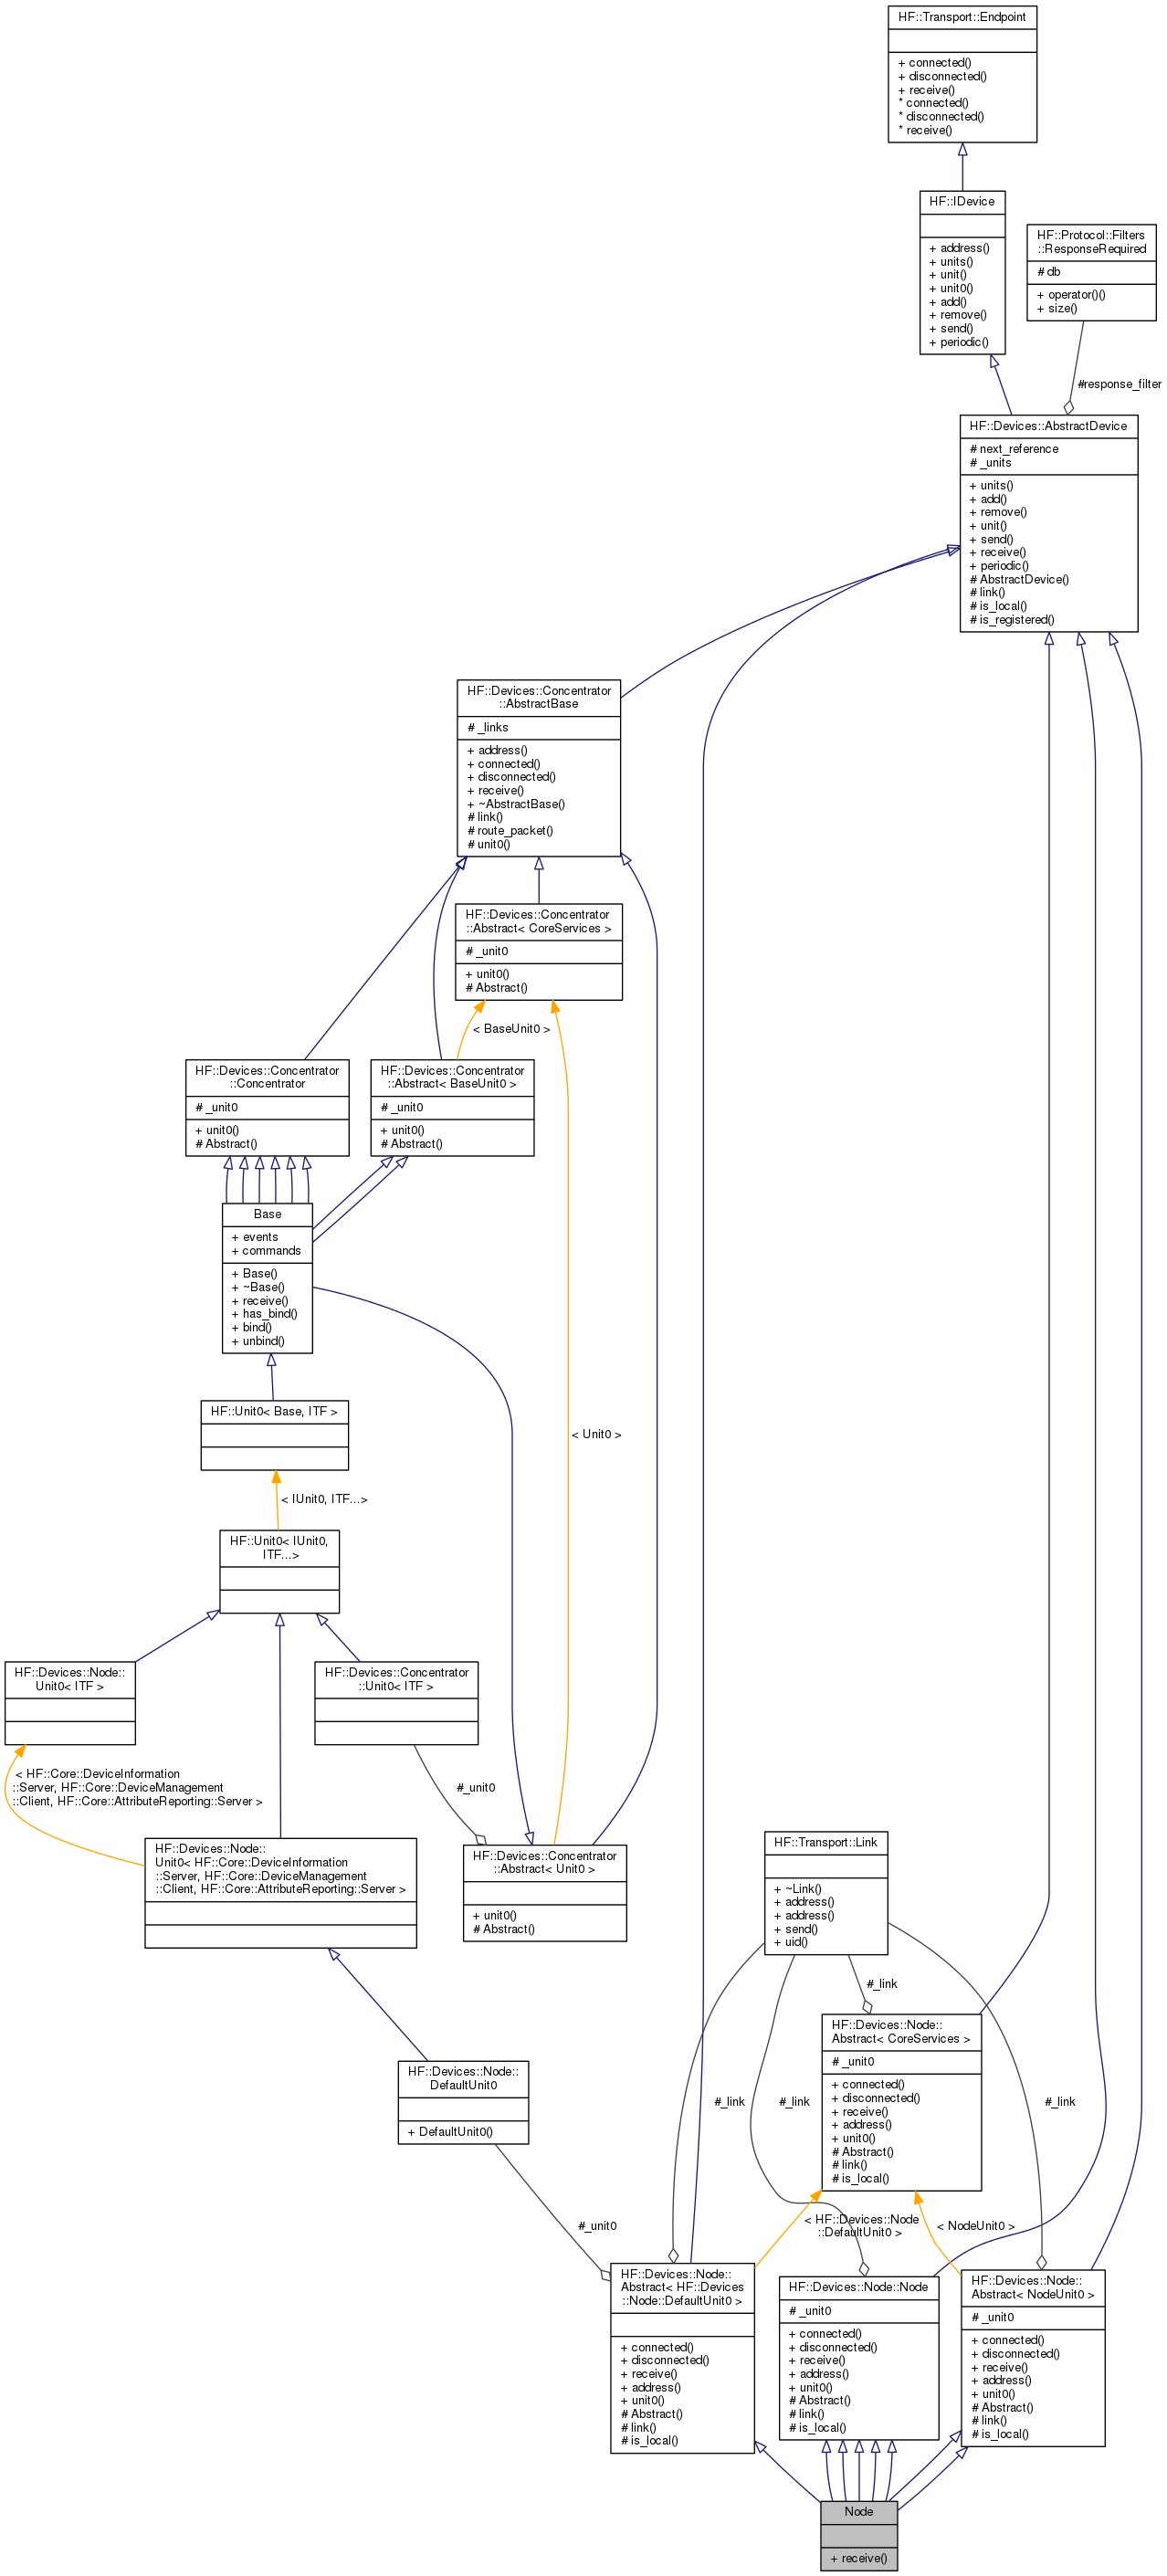 HF::Transport::Endpoint
+ connected()
+ disconnected()
+ receive()
* connected()
* disconnected()
* receive()
HF::IDevice
+ address()
+ units()
+ unit()
+ unit0()
+ add()
+ remove()
+ send()
+ periodic()
HF::Protocol::Filters
::ResponseRequired
# db
+ operator()()
+ size()
#response_filter
HF::Devices::AbstractDevice
# next_reference
# _units
+ units()
+ add()
+ remove()
+ unit()
+ send()
+ receive()
+ periodic()
# AbstractDevice()
# link()
# is_local()
# is_registered()
HF::Devices::Concentrator
::AbstractBase
# _links
+ address()
+ connected()
+ disconnected()
+ receive()
+ ~AbstractBase()
# link()
# route_packet()
# unit0()
HF::Devices::Concentrator
::Abstract< CoreServices >
# _unit0
+ unit0()
# Abstract()
< BaseUnit0 >
HF::Devices::Concentrator
::Concentrator
# _unit0
+ unit0()
# Abstract()
HF::Devices::Concentrator
::Abstract< BaseUnit0 >
# _unit0
+ unit0()
# Abstract()
Base
+ events
+ commands
+ Base()
+ ~Base()
+ receive()
+ has_bind()
+ bind()
+ unbind()
HF::Unit0< Base, ITF >
< Unit0 >
< IUnit0, ITF...>
HF::Unit0< IUnit0,
ITF...>
HF::Devices::Node::
Unit0< ITF >
HF::Devices::Concentrator
::Unit0< ITF >
< HF::Core::DeviceInformation
::Server, HF::Core::DeviceManagement
::Client, HF::Core::AttributeReporting::Server >
#_unit0
HF::Devices::Node::
Unit0< HF::Core::DeviceInformation
::Server, HF::Core::DeviceManagement
::Client, HF::Core::AttributeReporting::Server >
HF::Devices::Concentrator
::Abstract< Unit0 >
+ unit0()
# Abstract()
HF::Transport::Link
+ ~Link()
+ address()
+ address()
+ send()
+ uid()
#_link
HF::Devices::Node::
Abstract< CoreServices >
# _unit0
+ connected()
+ disconnected()
+ receive()
+ address()
+ unit0()
# Abstract()
# link()
# is_local()
HF::Devices::Node::
DefaultUnit0
+ DefaultUnit0()
#_link
#_link
#_link
#_unit0
< HF::Devices::Node
::DefaultUnit0 >
< NodeUnit0 >
HF::Devices::Node::
Abstract< HF::Devices
::Node::DefaultUnit0 >
+ connected()
+ disconnected()
+ receive()
+ address()
+ unit0()
# Abstract()
# link()
# is_local()
HF::Devices::Node::Node
# _unit0
+ connected()
+ disconnected()
+ receive()
+ address()
+ unit0()
# Abstract()
# link()
# is_local()
HF::Devices::Node::
Abstract< NodeUnit0 >
# _unit0
+ connected()
+ disconnected()
+ receive()
+ address()
+ unit0()
# Abstract()
# link()
# is_local()
Node
+ receive()